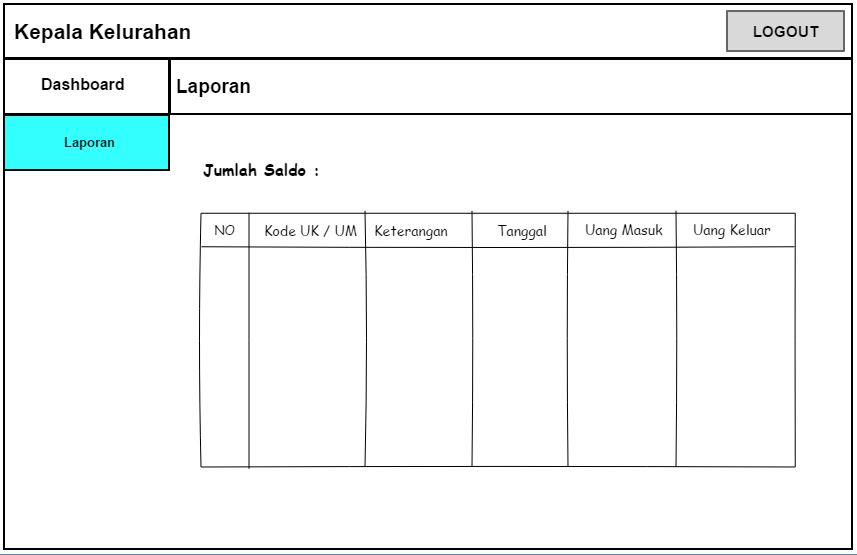 Kepala Kelurahan
LOGOUT
Dashboard
Laporan
Laporan
Jumlah Saldo :
NO Kode UK / UM Keterangan Tanggal Uang Masuk Uang Keluar